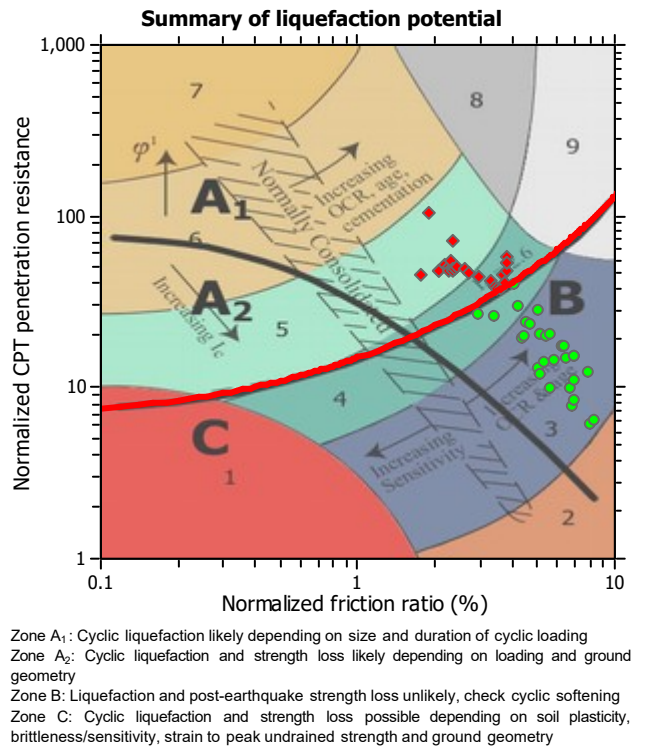 Summary of liquefaction potential
Normalized CPT penetration resistance
1,000
100
10
1
0.1
1
10
Normalized friction ratio (%)
7
8
9
φ'
A1
Increasing
OCR, age,
cementation
Normally Consolidated
6
A2
Increasing Ic
5
B
4
Increasing
OCR & age
3
C
1
Increasing
Sensitivity
2
Zone A1: Cyclic liquefaction likely depending on size and duration of cyclic loading
Zone A2: Cyclic liquefaction and strength loss likely depending on loading and ground
geometry
Zone B: Liquefaction and post-earthquake strength loss unlikely, check cyclic softening
Zone C: Cyclic liquefaction and strength loss possible depending on soil plasticity,
brittleness/sensitivity, strain to peak undrained strength and ground geometry